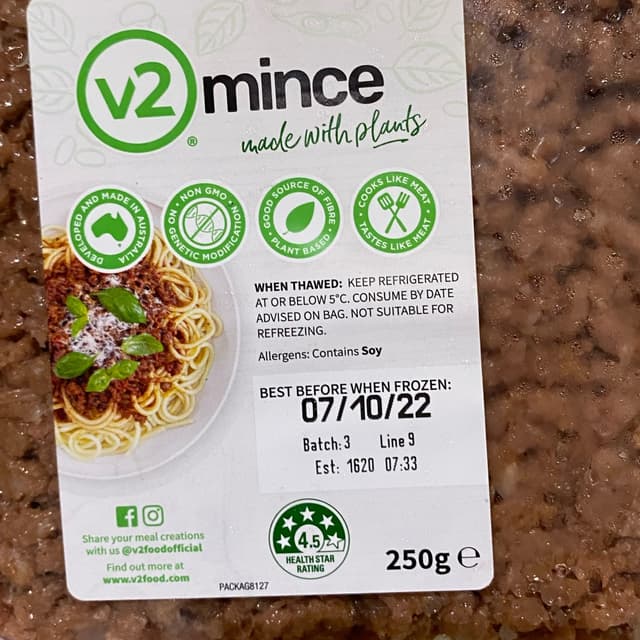 v2 mince
®
made with plants
DEVELOPED AND MADE IN AUSTRALIA
NON GMO • NON GENETIC MODIFICATION
GOOD SOURCE OF FIBRE • PLANT BASED
COOKS LIKE MEAT • TASTES LIKE MEAT
WHEN THAWED: KEEP REFRIGERATED
AT OR BELOW 5°C. CONSUME BY DATE
ADVISED ON BAG. NOT SUITABLE FOR
REFREEZING.
Allergens: Contains Soy
BEST BEFORE WHEN FROZEN:
07/10/22
Batch:3 Line 9
Est: 1620 07:33
Share your meal creations
with us @v2foodofficial
Find out more at
www.v2food.com
4.5
HEALTH STAR
RATING
250g e
PACKAG8127